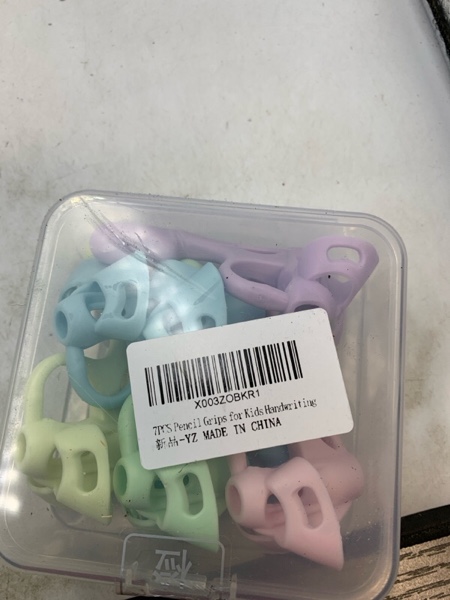 X003ZOBKR1
7PCS Pencil Grips for Kids Handwriting
新品-YZ MADE IN CHINA